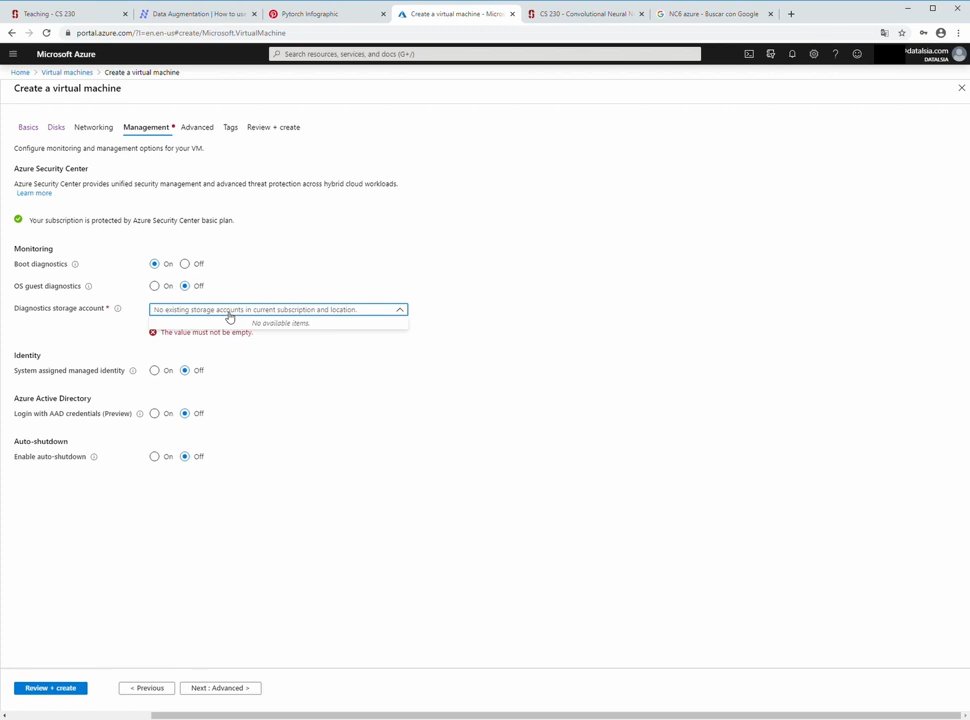 Teaching - CS 230
Data Augmentation | How to use
Pytorch Infographic
Create a virtual machine - Micros
CS 230 - Convolutional Neural N
NC6 azure - Buscar con Google
portal.azure.com/?l=en.en-us#create/Microsoft.VirtualMachine
Microsoft Azure
Search resources, services, and docs (G+/)
@datalsia.com
DATALSIA
Home > Virtual machines > Create a virtual machine
Create a virtual machine
Basics Disks Networking Management Advanced Tags Review + create
Configure monitoring and management options for your VM.
Azure Security Center
Azure Security Center provides unified security management and advanced threat protection across hybrid cloud workloads.
Learn more
Your subscription is protected by Azure Security Center basic plan.
Monitoring
Boot diagnostics On Off
OS guest diagnostics On Off
Diagnostics storage account * No existing storage accounts in current subscription and location.
No available items.
The value must not be empty.
Identity
System assigned managed identity On Off
Azure Active Directory
Login with AAD credentials (Preview) On Off
Auto-shutdown
Enable auto-shutdown On Off
Review + create < Previous Next : Advanced >